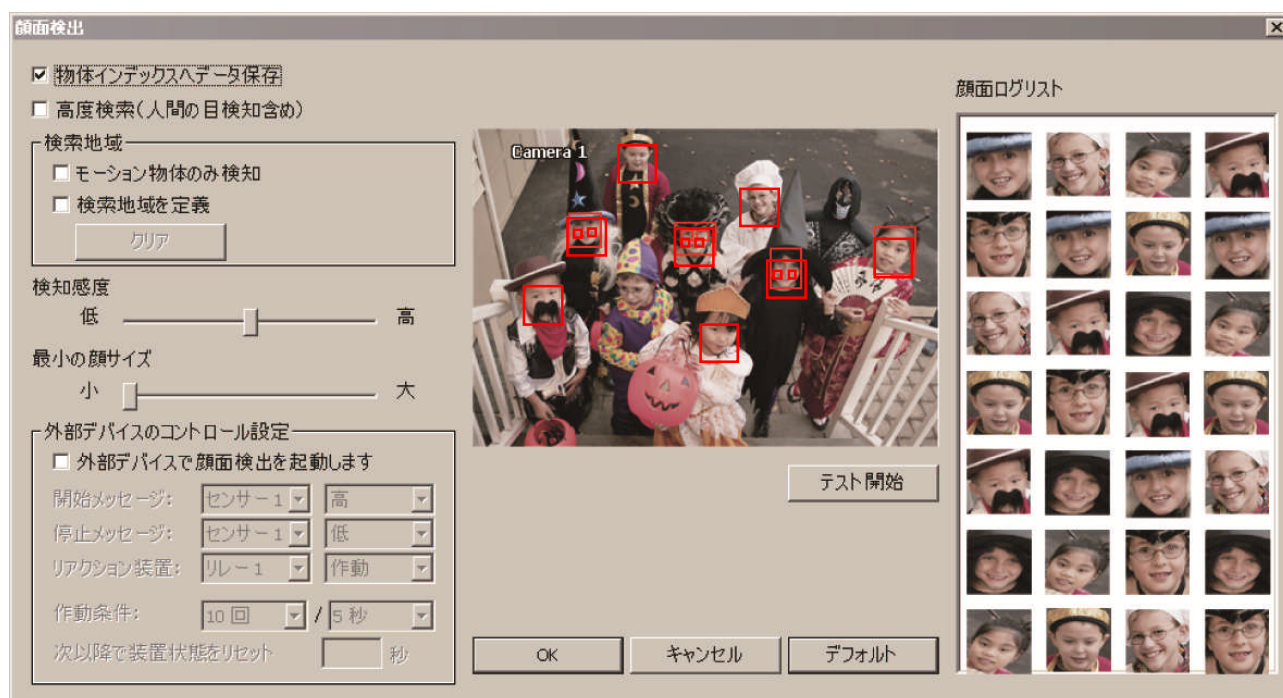 顔面検出
物体インデックスへデータ保存
高度検索(人間の目検知含め)
検索地域
モーション物体のみ検知
検索地域を定義
クリア
検知感度
低 高
最小の顔サイズ
小 大
外部デバイスのコントロール設定
外部デバイスで顔面検出を起動します
開始メッセージ: センサー1 高
停止メッセージ: センサー1 低
リアクション装置: リレー1 作動
作動条件: 10回 / 5秒
次以降で装置状態をリセット 秒
Camera 1
テスト開始
OK キャンセル デフォルト
顔面ログリスト